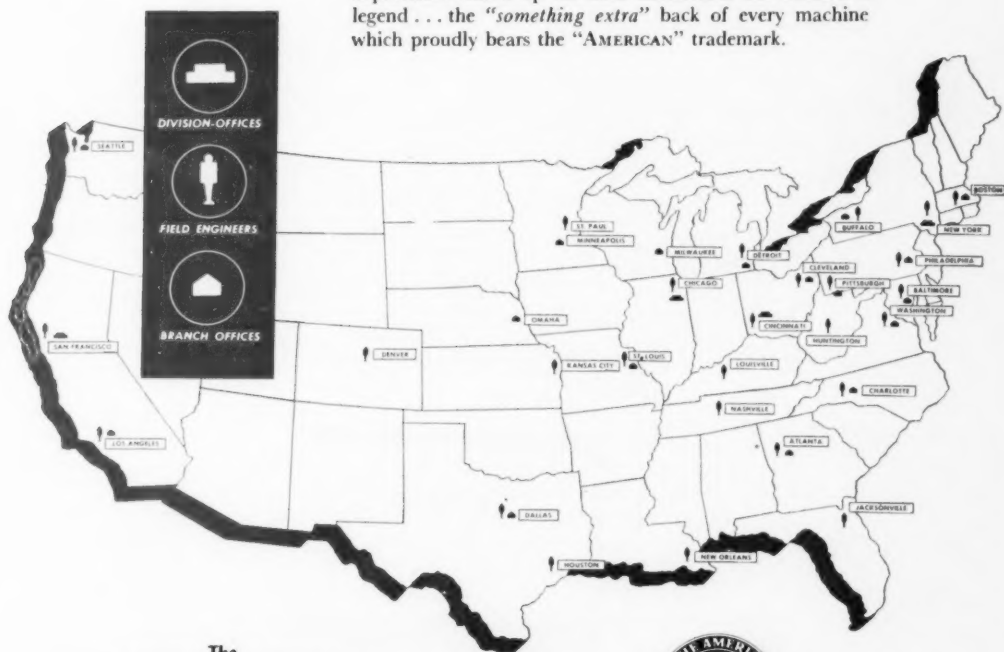 legend . . . the "something extra" back of every machine
which proudly bears the "AMERICAN" trademark.
DIVISION-OFFICES
FIELD ENGINEERS
BRANCH OFFICES
SEATTLE
SAN FRANCISCO
LOS ANGELES
DENVER
ST. PAUL
MINNEAPOLIS
MILWAUKEE
DETROIT
CHICAGO
OMAHA
KANSAS CITY
ST. LOUIS
CLEVELAND
PITTSBURGH
CINCINNATI
HUNTINGTON
LOUISVILLE
NASHVILLE
BUFFALO
BOSTON
NEW YORK
PHILADELPHIA
BALTIMORE
WASHINGTON
CHARLOTTE
ATLANTA
JACKSONVILLE
DALLAS
HOUSTON
NEW ORLEANS
The